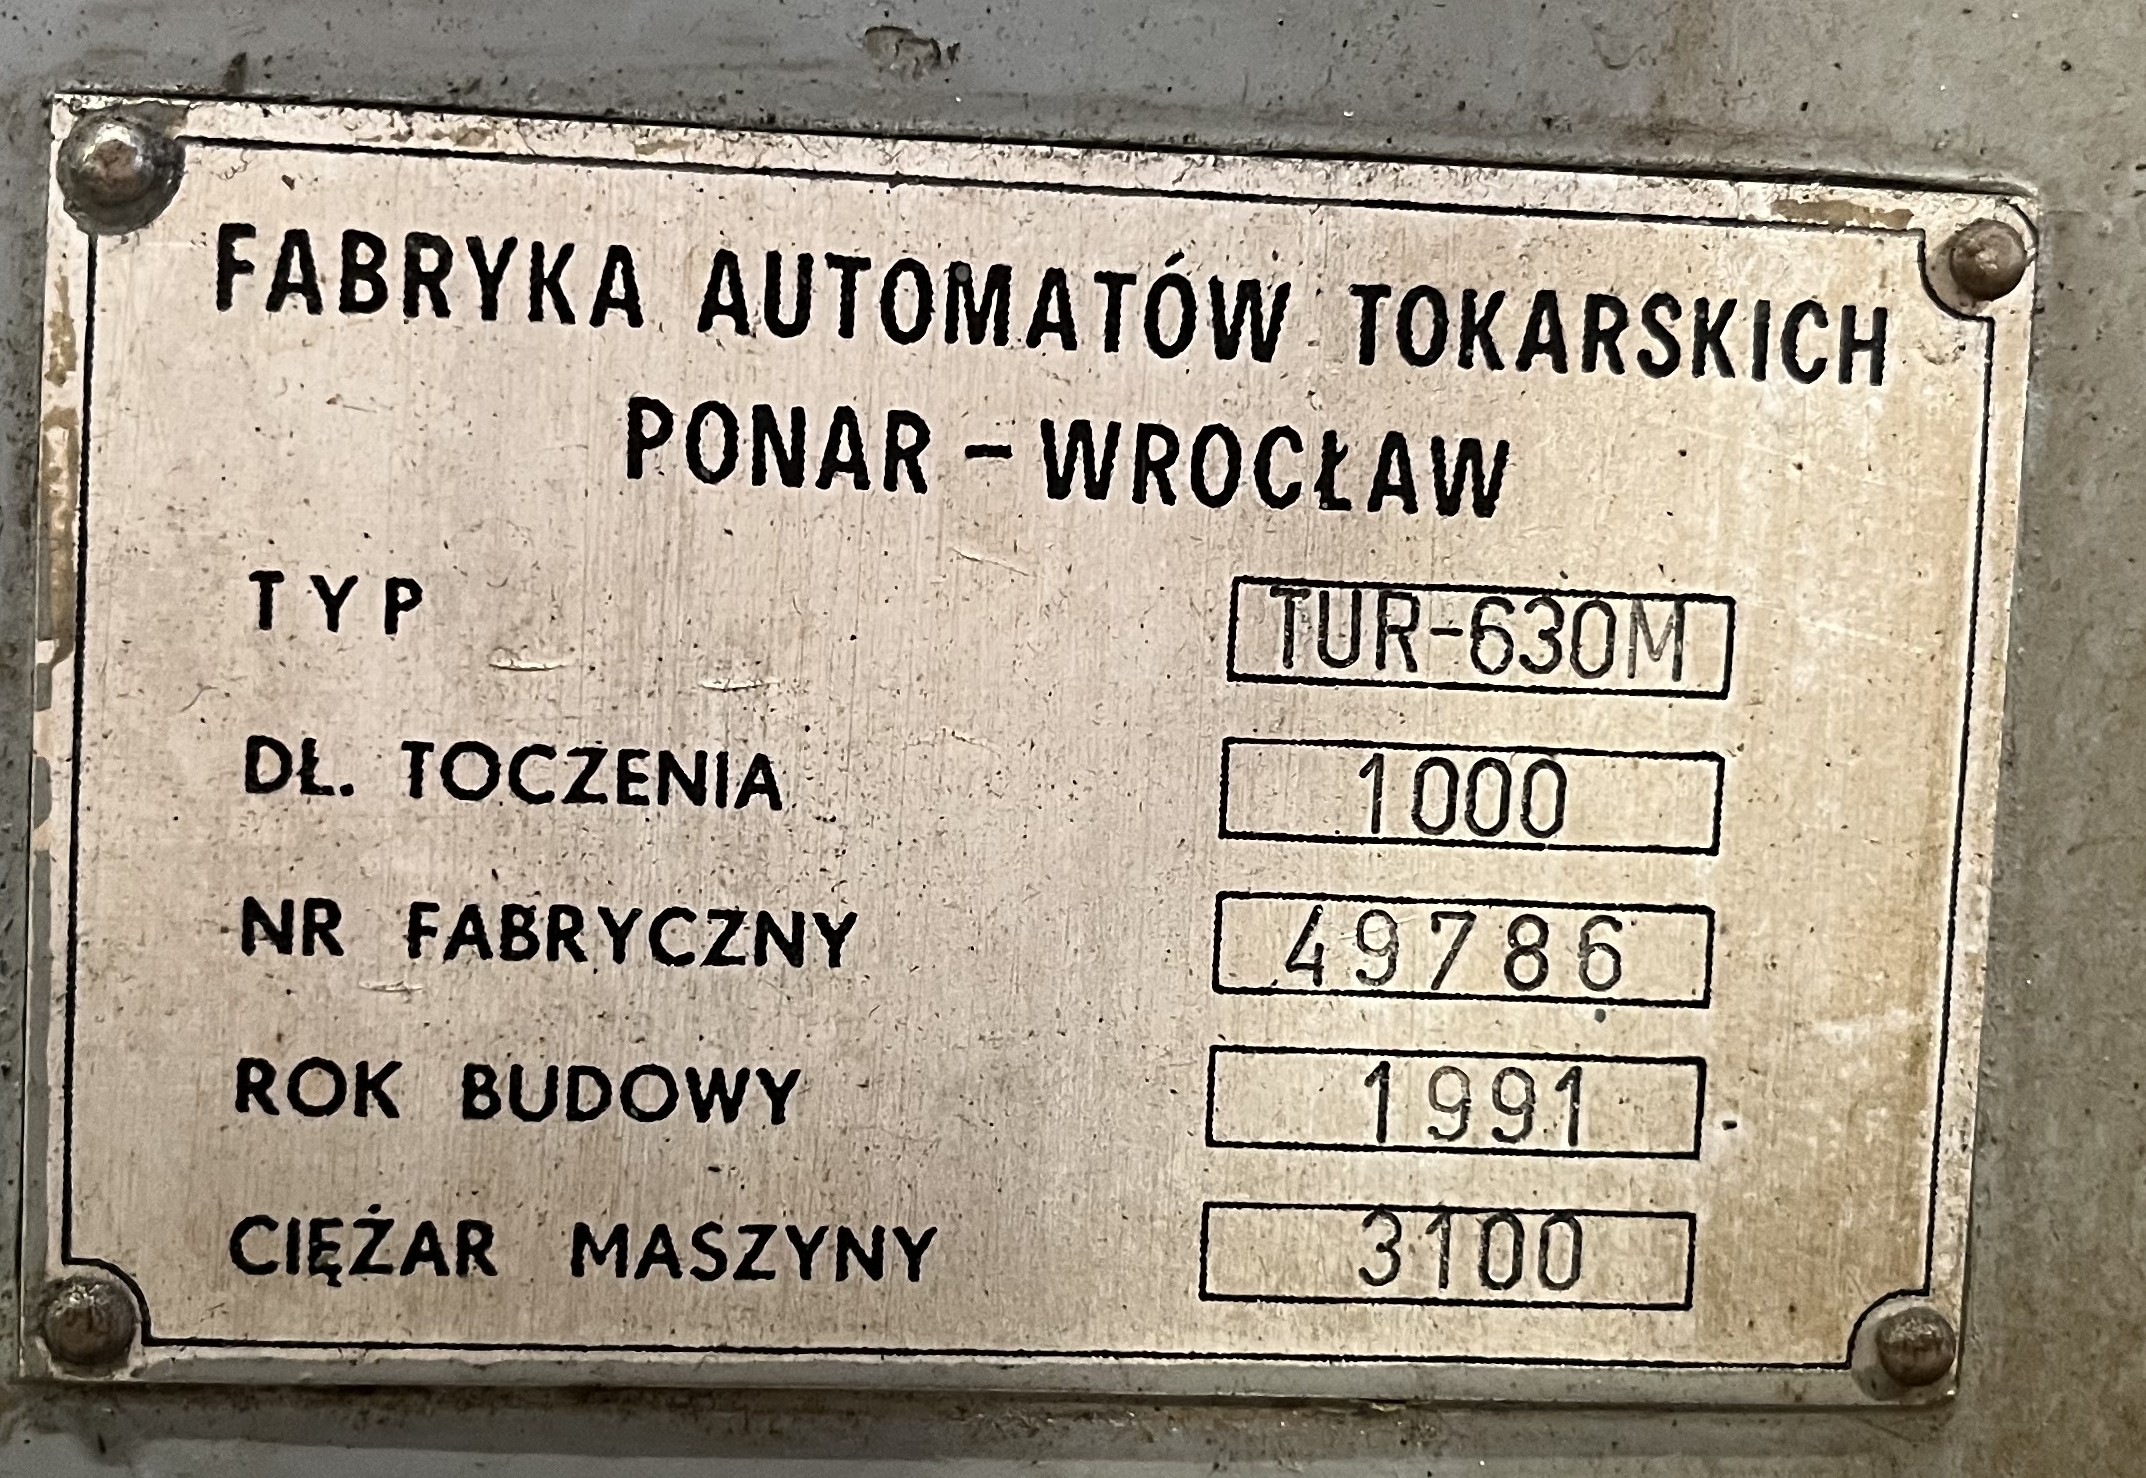 FABRYKA AUTOMATÓW TOKARSKICH
PONAR - WROCŁAW
TYP TUR-630M
DŁ. TOCZENIA 1000
NR FABRYCZNY 49786
ROK BUDOWY 1991
CIĘŻAR MASZYNY 3100